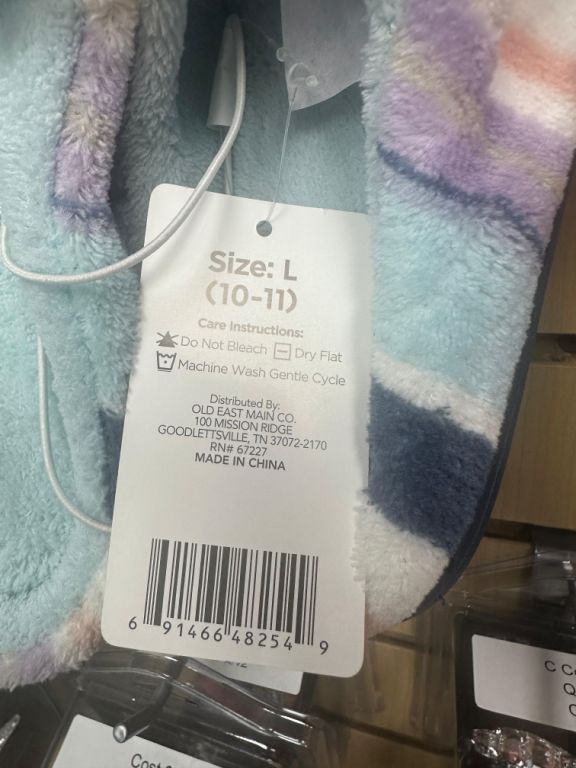 Size: L
(10-11)
Care Instructions:
Do Not Bleach Dry Flat
Machine Wash Gentle Cycle
Distributed By:
OLD EAST MAIN CO.
100 MISSION RIDGE
GOODLETTSVILLE, TN 37072-2170
RN# 67227
MADE IN CHINA
6 91466 48254 9